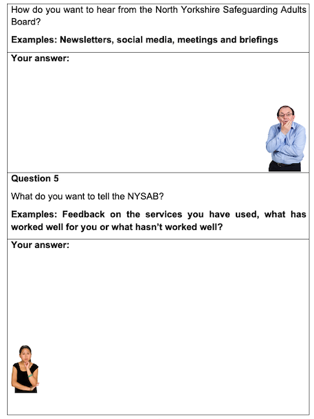 How do you want to hear from the North Yorkshire Safeguarding Adults
Board?
Examples: Newsletters, social media, meetings and briefings
Your answer:
Question 5
What do you want to tell the NYSAB?
Examples: Feedback on the services you have used, what has
worked well for you or what hasn't worked well?
Your answer: